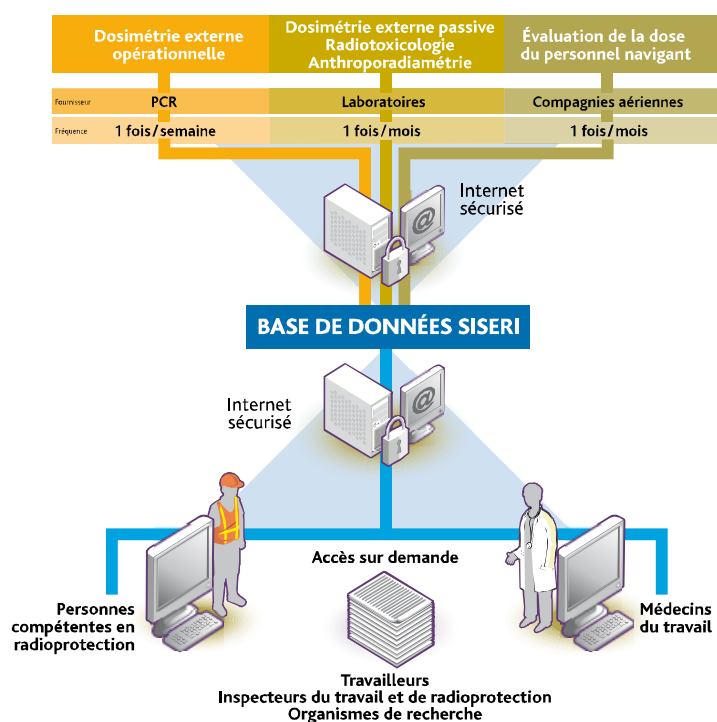 Dosimétrie externe
opérationnelle
Dosimétrie externe passive
Radiotoxicologie
Anthroporadiamétrie
Évaluation de la dose
du personnel navigant
Fournisseur
PCR
Laboratoires
Compagnies aériennes
Fréquence
1 fois/semaine
1 fois/mois
1 fois/mois
Internet
sécurisé
@
BASE DE DONNÉES SISERI
Internet
sécurisé
@
Accès sur demande
Personnes
compétentes en
radioprotection
Médecins
du travail
Travailleurs
Inspecteurs du travail et de radioprotection
Organismes de recherche